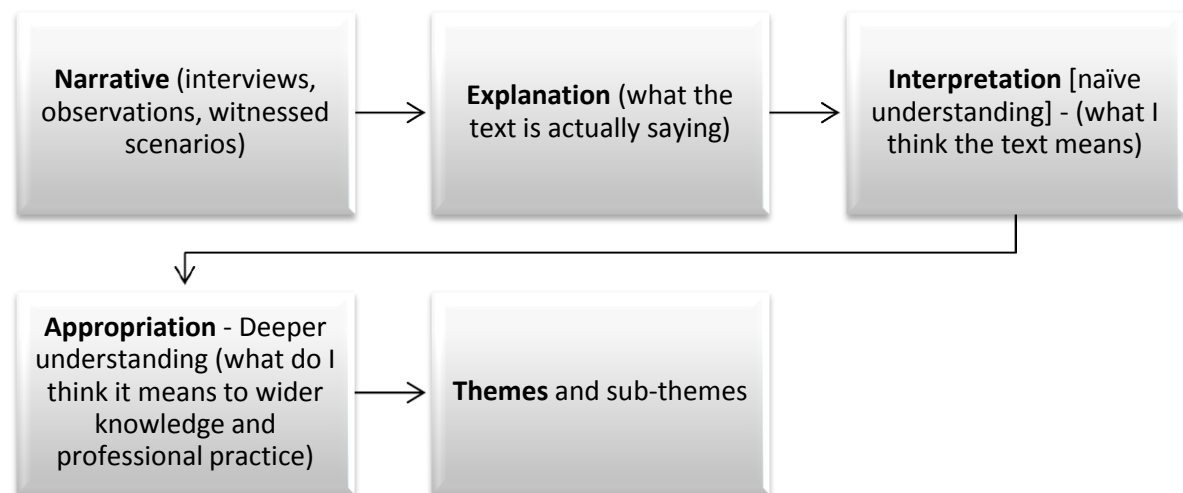 Narrative (interviews,
observations, witnessed
scenarios)
Explanation (what the
text is actually saying)
Interpretation [naïve
understanding] - (what I
think the text means)
Appropriation - Deeper
understanding (what do I
think it means to wider
knowledge and
professional practice)
Themes and sub-themes